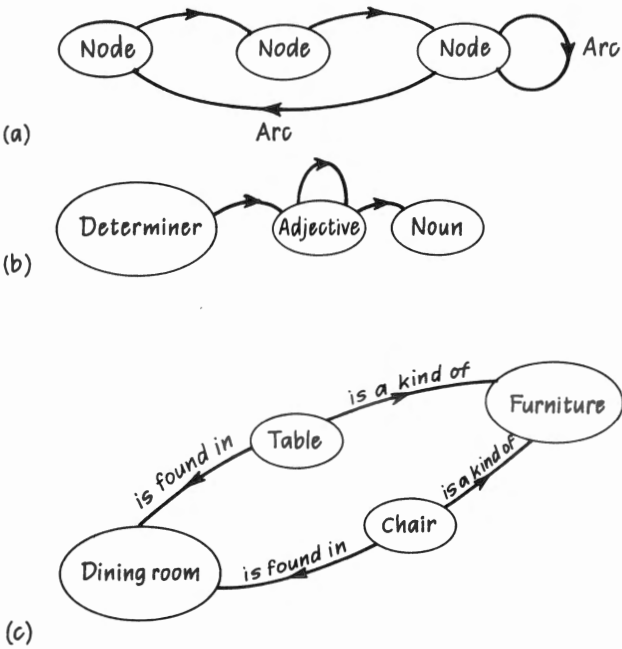 Node Node Node Arc
Arc
(a)
Determiner Adjective Noun
(b)
is a kind of
Furniture
Table
is found in
is a kind of
Chair
is found in
Dining room
(c)